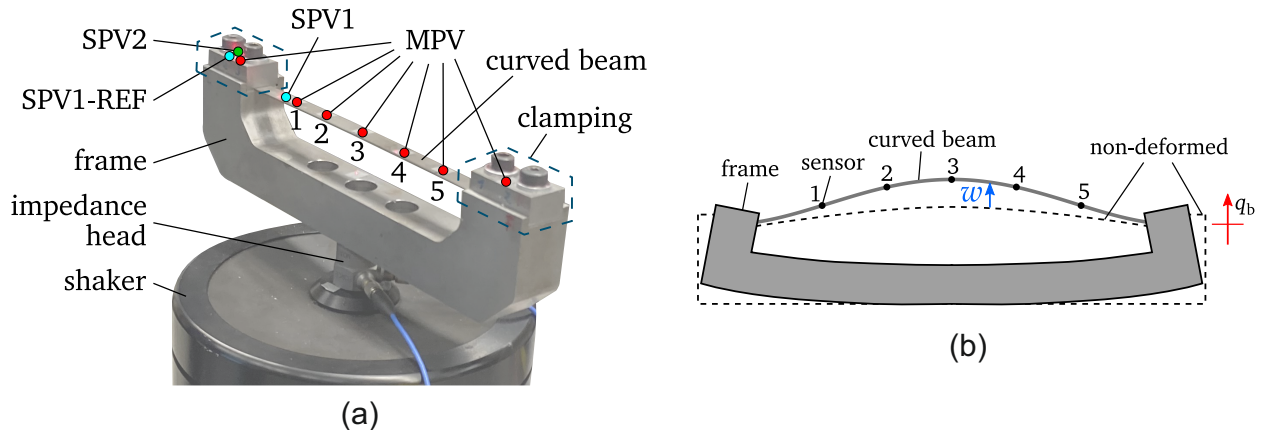 SPV1
SPV2
MPV
curved beam
SPV1-REF
clamping
1
2
3
4
5
frame
impedance
head
shaker
(a)
curved beam
frame
sensor
non-deformed
1
2
3
4
5
w
q_b
(b)